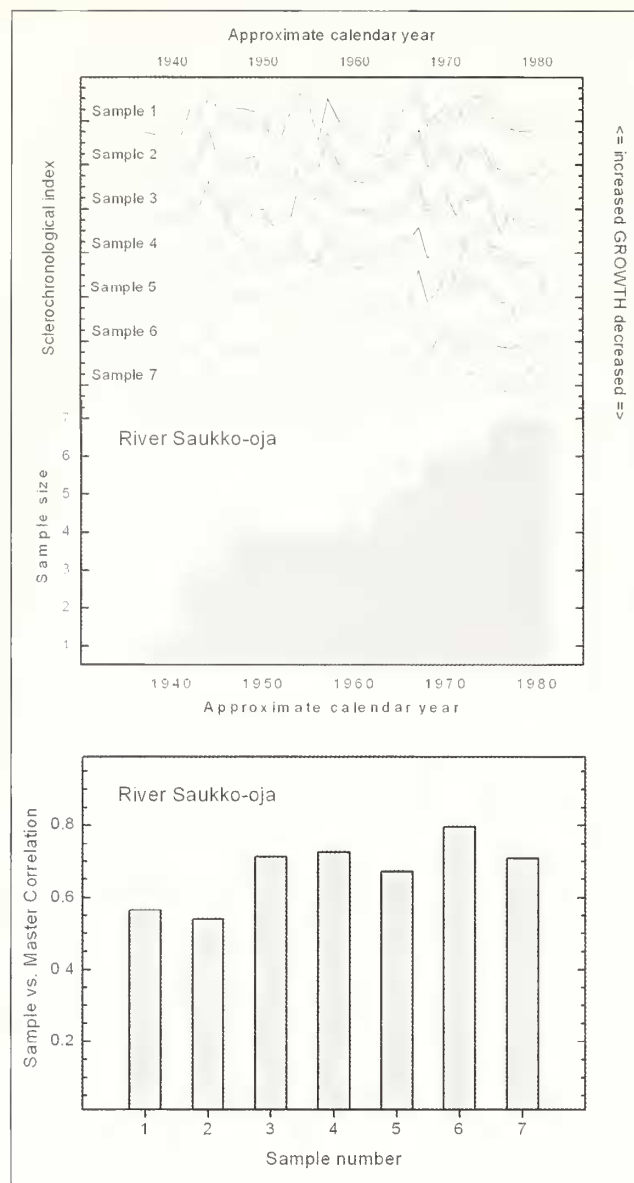 Approximate calendar year
1940 1950 1960 1970 1980
Sclerochronological index
Sample 1
Sample 2
Sample 3
Sample 4
Sample 5
Sample 6
Sample 7
<= increased GROWTH decreased =>
River Saukko-oja
Sample size
7
6
5
4
3
2
1
1940 1950 1960 1970 1980
Approximate calendar year
River Saukko-oja
Sample vs. Master Correlation
0.8
0.6
0.4
0.2
1 2 3 4 5 6 7
Sample number